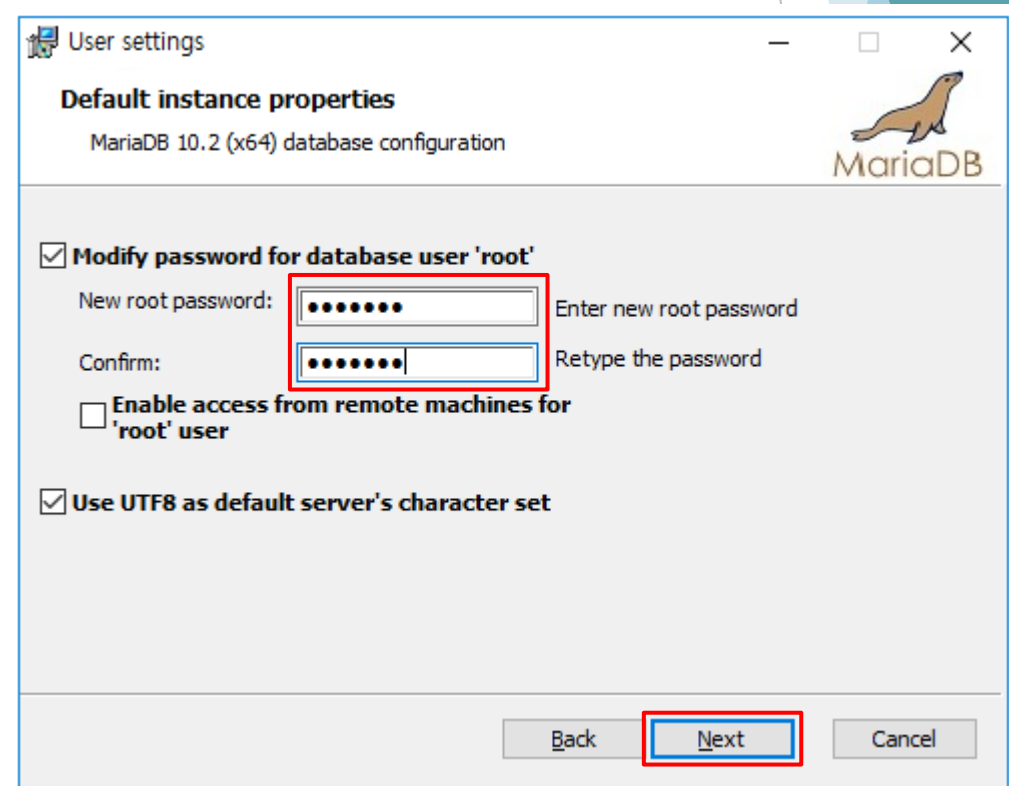 User settings
Default instance properties
MariaDB 10.2 (x64) database configuration
MariaDB
Modify password for database user 'root'
New root password: ●●●●●●● Enter new root password
Confirm: ●●●●●●● Retype the password
Enable access from remote machines for
'root' user
Use UTF8 as default server's character set
Back Next Cancel